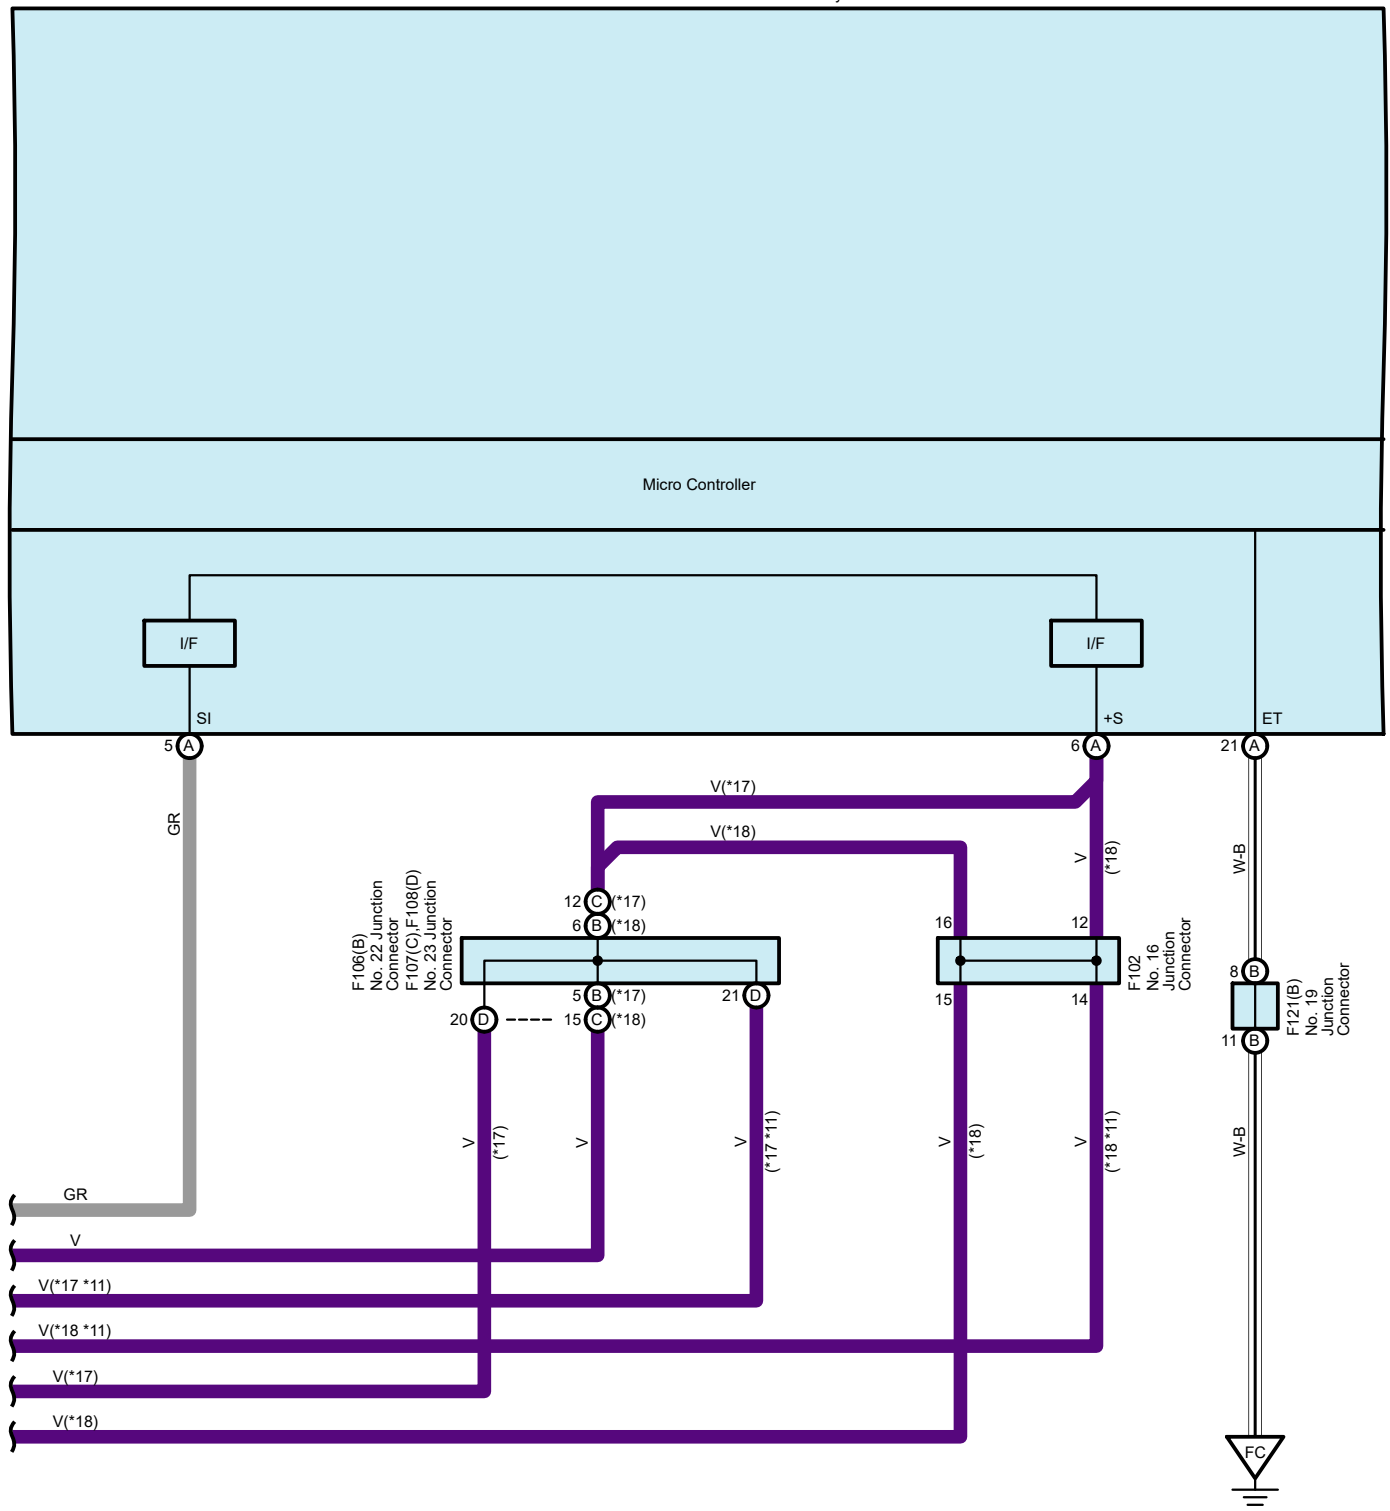 Micro Controller
I/F
I/F
SI
+S
ET
5 A
6 A
21 A
GR
V(*17)
V(*18)
V
(*18)
W-B
12 C (*17)
6 B (*18)
16
12
F106(B)
No. 22 Junction
Connector
F107(C),F108(D)
No. 23 Junction
Connector
F102
No. 16
Junction
Connector
8 B
F121(B)
No. 19
Junction
Connector
5 B (*17)
21 D
15
14
20 D
15 C (*18)
11 B
V
(*17)
V
V
(*17 *11)
V
(*18)
V
(*18 *11)
W-B
GR
V
V(*17 *11)
V(*18 *11)
V(*17)
V(*18)
FC